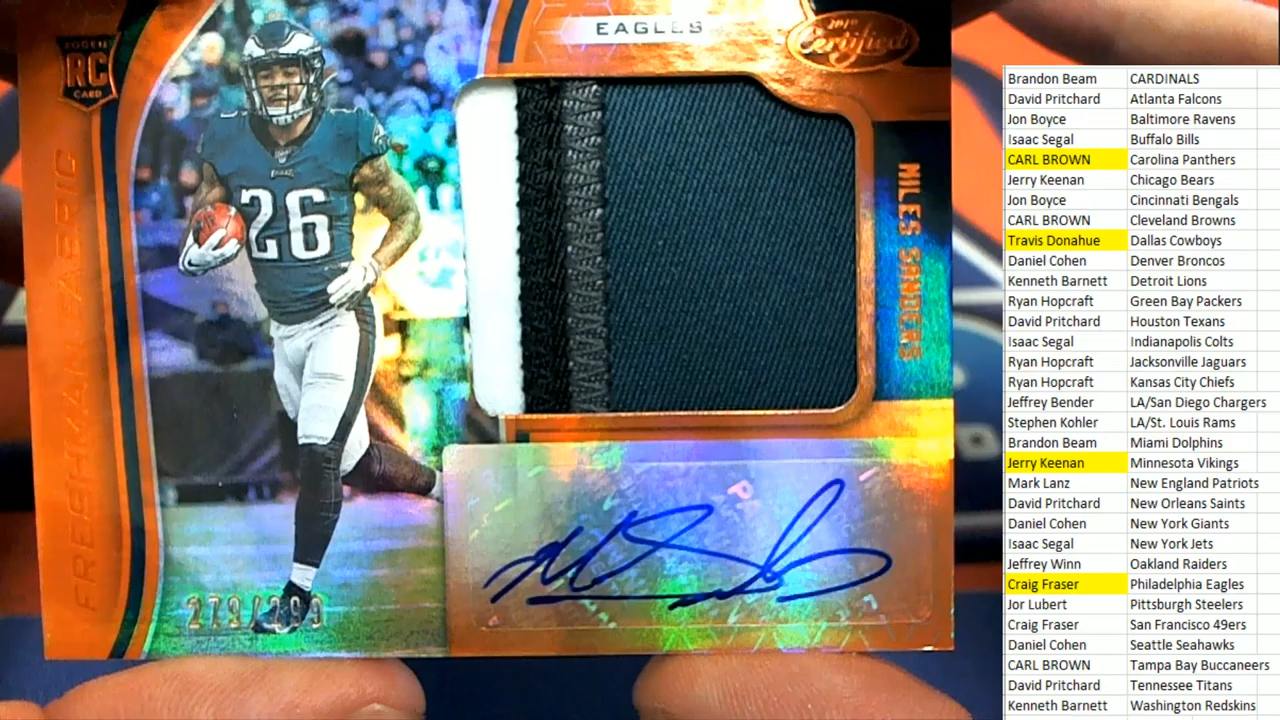 ROOKIE
RC
CARD
EAGLES
2019
Certified
FRESHMAN FABRIC
26
MILES SANDERS
279/399
Brandon Beam CARDINALS
David Pritchard Atlanta Falcons
Jon Boyce Baltimore Ravens
Isaac Segal Buffalo Bills
CARL BROWN Carolina Panthers
Jerry Keenan Chicago Bears
Jon Boyce Cincinnati Bengals
CARL BROWN Cleveland Browns
Travis Donahue Dallas Cowboys
Daniel Cohen Denver Broncos
Kenneth Barnett Detroit Lions
Ryan Hopcraft Green Bay Packers
David Pritchard Houston Texans
Isaac Segal Indianapolis Colts
Ryan Hopcraft Jacksonville Jaguars
Ryan Hopcraft Kansas City Chiefs
Jeffrey Bender LA/San Diego Chargers
Stephen Kohler LA/St. Louis Rams
Brandon Beam Miami Dolphins
Jerry Keenan Minnesota Vikings
Mark Lanz New England Patriots
David Pritchard New Orleans Saints
Daniel Cohen New York Giants
Isaac Segal New York Jets
Jeffrey Winn Oakland Raiders
Craig Fraser Philadelphia Eagles
Jor Lubert Pittsburgh Steelers
Craig Fraser San Francisco 49ers
Daniel Cohen Seattle Seahawks
CARL BROWN Tampa Bay Buccaneers
David Pritchard Tennessee Titans
Kenneth Barnett Washington Redskins